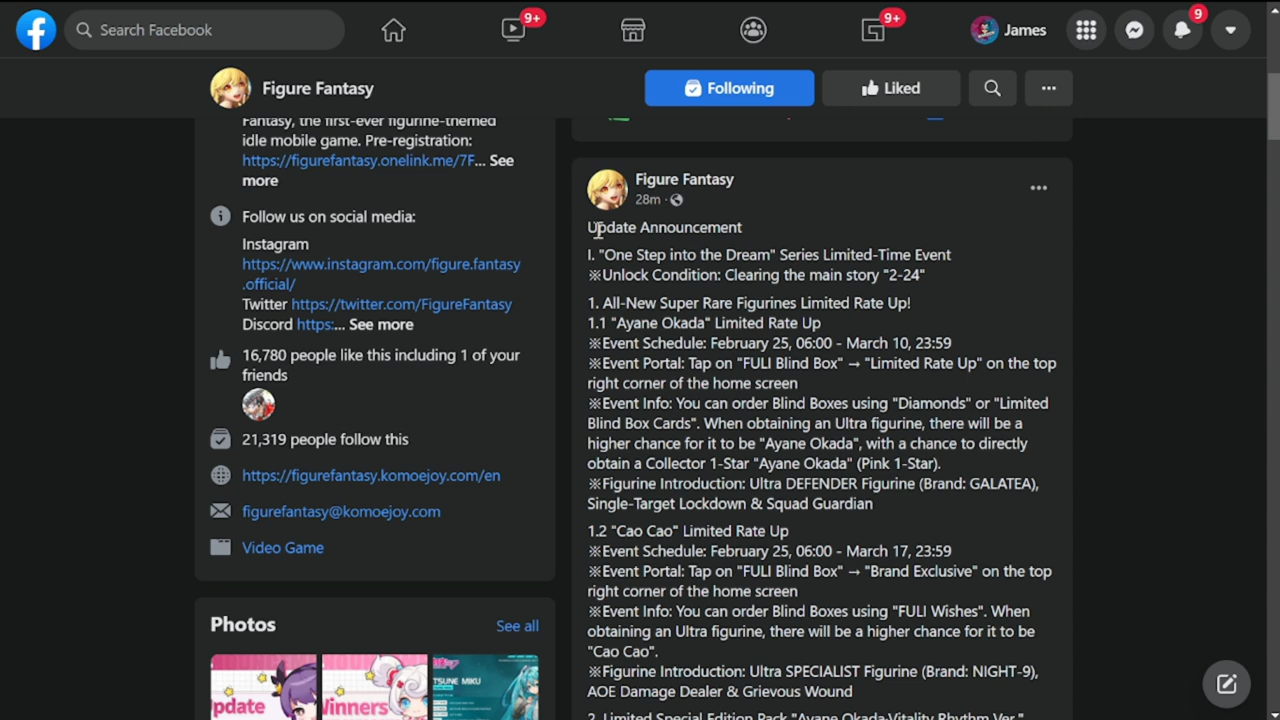 Search Facebook
9+
9+
James
9
Figure Fantasy
Following
Liked
Fantasy, the first-ever figurine-themed
idle mobile game. Pre-registration:
https://figurefantasy.onelink.me/7F... See
more
Follow us on social media:
Instagram
https://www.instagram.com/figure.fantasy
.official/
Twitter https://twitter.com/FigureFantasy
Discord https:... See more
16,780 people like this including 1 of your
friends
21,319 people follow this
https://figurefantasy.komoejoy.com/en
figurefantasy@komoejoy.com
Video Game
Photos
See all
pdate
inners
TSUNE MIKU
Figure Fantasy
28m ·
Update Announcement
I. "One Step into the Dream" Series Limited-Time Event
※Unlock Condition: Clearing the main story "2-24"
1. All-New Super Rare Figurines Limited Rate Up!
1.1 "Ayane Okada" Limited Rate Up
※Event Schedule: February 25, 06:00 - March 10, 23:59
※Event Portal: Tap on "FULI Blind Box" → "Limited Rate Up" on the top
right corner of the home screen
※Event Info: You can order Blind Boxes using "Diamonds" or "Limited
Blind Box Cards". When obtaining an Ultra figurine, there will be a
higher chance for it to be "Ayane Okada", with a chance to directly
obtain a Collector 1-Star "Ayane Okada" (Pink 1-Star).
※Figurine Introduction: Ultra DEFENDER Figurine (Brand: GALATEA),
Single-Target Lockdown & Squad Guardian
1.2 "Cao Cao" Limited Rate Up
※Event Schedule: February 25, 06:00 - March 17, 23:59
※Event Portal: Tap on "FULI Blind Box" → "Brand Exclusive" on the top
right corner of the home screen
※Event Info: You can order Blind Boxes using "FULI Wishes". When
obtaining an Ultra figurine, there will be a higher chance for it to be
"Cao Cao".
※Figurine Introduction: Ultra SPECIALIST Figurine (Brand: NIGHT-9),
AOE Damage Dealer & Grievous Wound
2. Limited Special Edition Pack "Ayane Okada-Vitality Rhythm Ver."